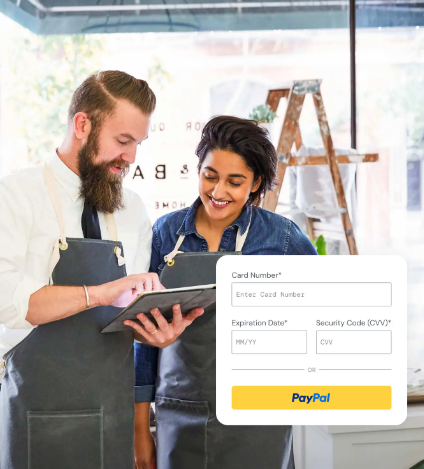 Card Number*
Enter Card Number
Expiration Date* Security Code (CVV)*
MM/YY CVV
OR
PayPal